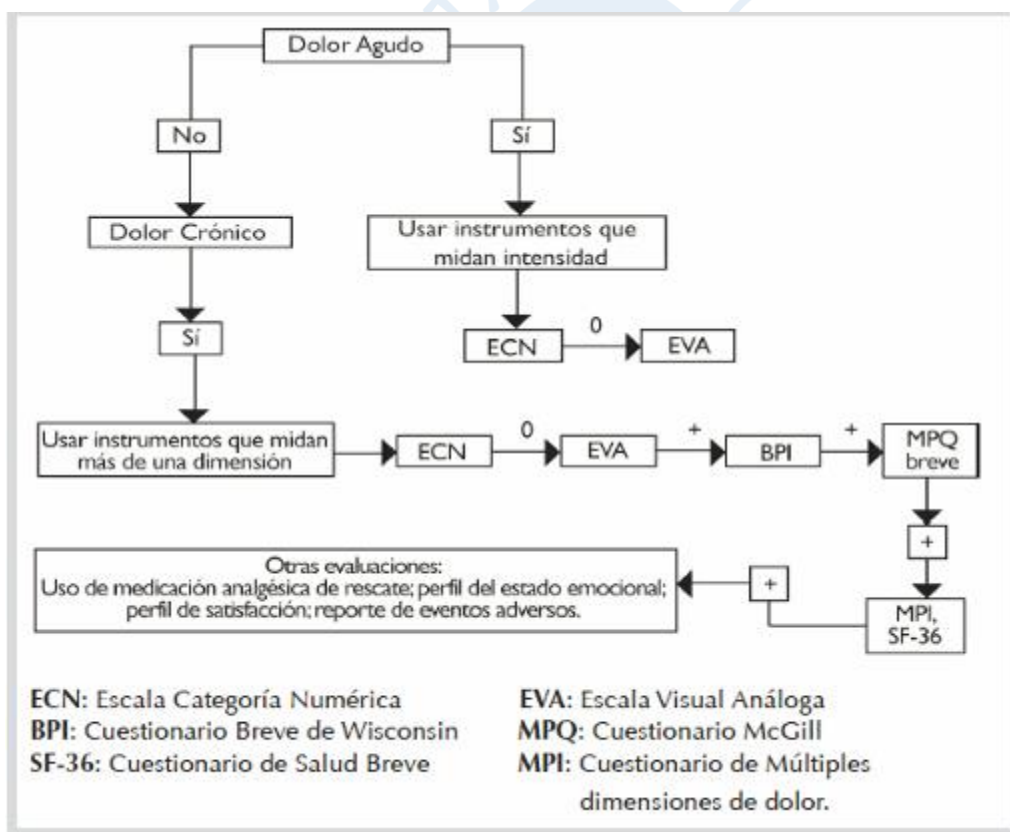 Dolor Agudo
No
Sí
Dolor Crónico
Usar instrumentos que
midan intensidad
Sí
ECN
0
EVA
Usar instrumentos que midan
más de una dimensión
ECN
0
EVA
+
BPI
+
MPQ
breve
+
Otras evaluaciones:
Uso de medicación analgésica de rescate; perfil del estado emocional;
perfil de satisfacción; reporte de eventos adversos.
+
MPI,
SF-36
ECN: Escala Categoría Numérica
BPI: Cuestionario Breve de Wisconsin
SF-36: Cuestionario de Salud Breve
EVA: Escala Visual Análoga
MPQ: Cuestionario McGill
MPI: Cuestionario de Múltiples
dimensiones de dolor.